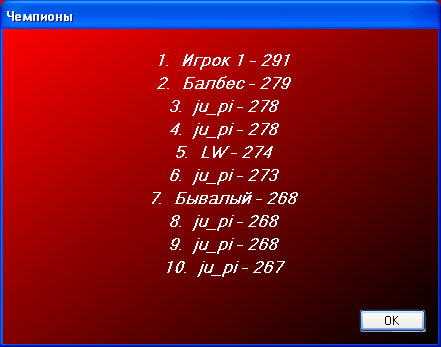 Чемпионы
1. Игрок 1 - 291
2. Балбес - 279
3. ju_pi - 278
4. ju_pi - 278
5. LW - 274
6. ju_pi - 273
7. Бывалый - 268
8. ju_pi - 268
9. ju_pi - 268
10. ju_pi - 267
OK